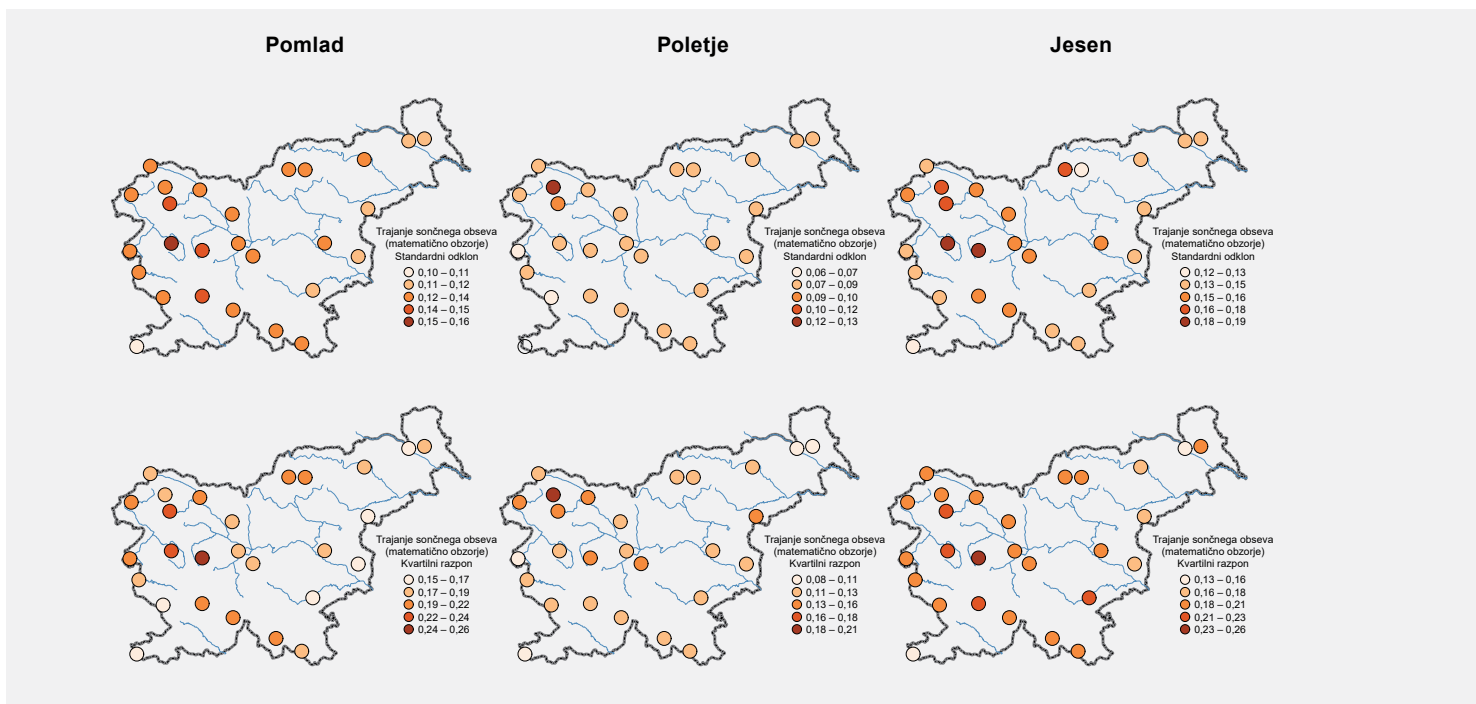 Pomlad
Poletje
Jesen
Trajanje sončnega obseva
(matematično obzorje)
Standardni odklon
0,10 – 0,11
0,11 – 0,12
0,12 – 0,14
0,14 – 0,15
0,15 – 0,16
Trajanje sončnega obseva
(matematično obzorje)
Standardni odklon
0,06 – 0,07
0,07 – 0,09
0,09 – 0,10
0,10 – 0,12
0,12 – 0,13
Trajanje sončnega obseva
(matematično obzorje)
Standardni odklon
0,12 – 0,13
0,13 – 0,15
0,15 – 0,16
0,16 – 0,18
0,18 – 0,19
Trajanje sončnega obseva
(matematično obzorje)
Kvartilni razpon
0,15 – 0,17
0,17 – 0,19
0,19 – 0,22
0,22 – 0,24
0,24 – 0,26
Trajanje sončnega obseva
(matematično obzorje)
Kvartilni razpon
0,08 – 0,11
0,11 – 0,13
0,13 – 0,16
0,16 – 0,18
0,18 – 0,21
Trajanje sončnega obseva
(matematično obzorje)
Kvartilni razpon
0,13 – 0,16
0,16 – 0,18
0,18 – 0,21
0,21 – 0,23
0,23 – 0,26